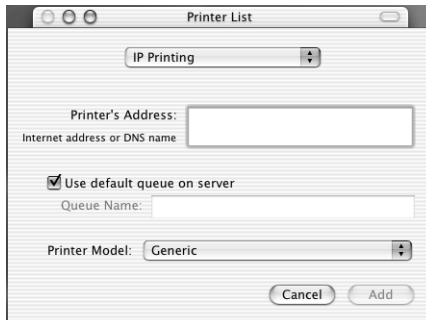 Printer List
IP Printing
Printer's Address:
Internet address or DNS name
Use default queue on server
Queue Name:
Printer Model: Generic
Cancel Add